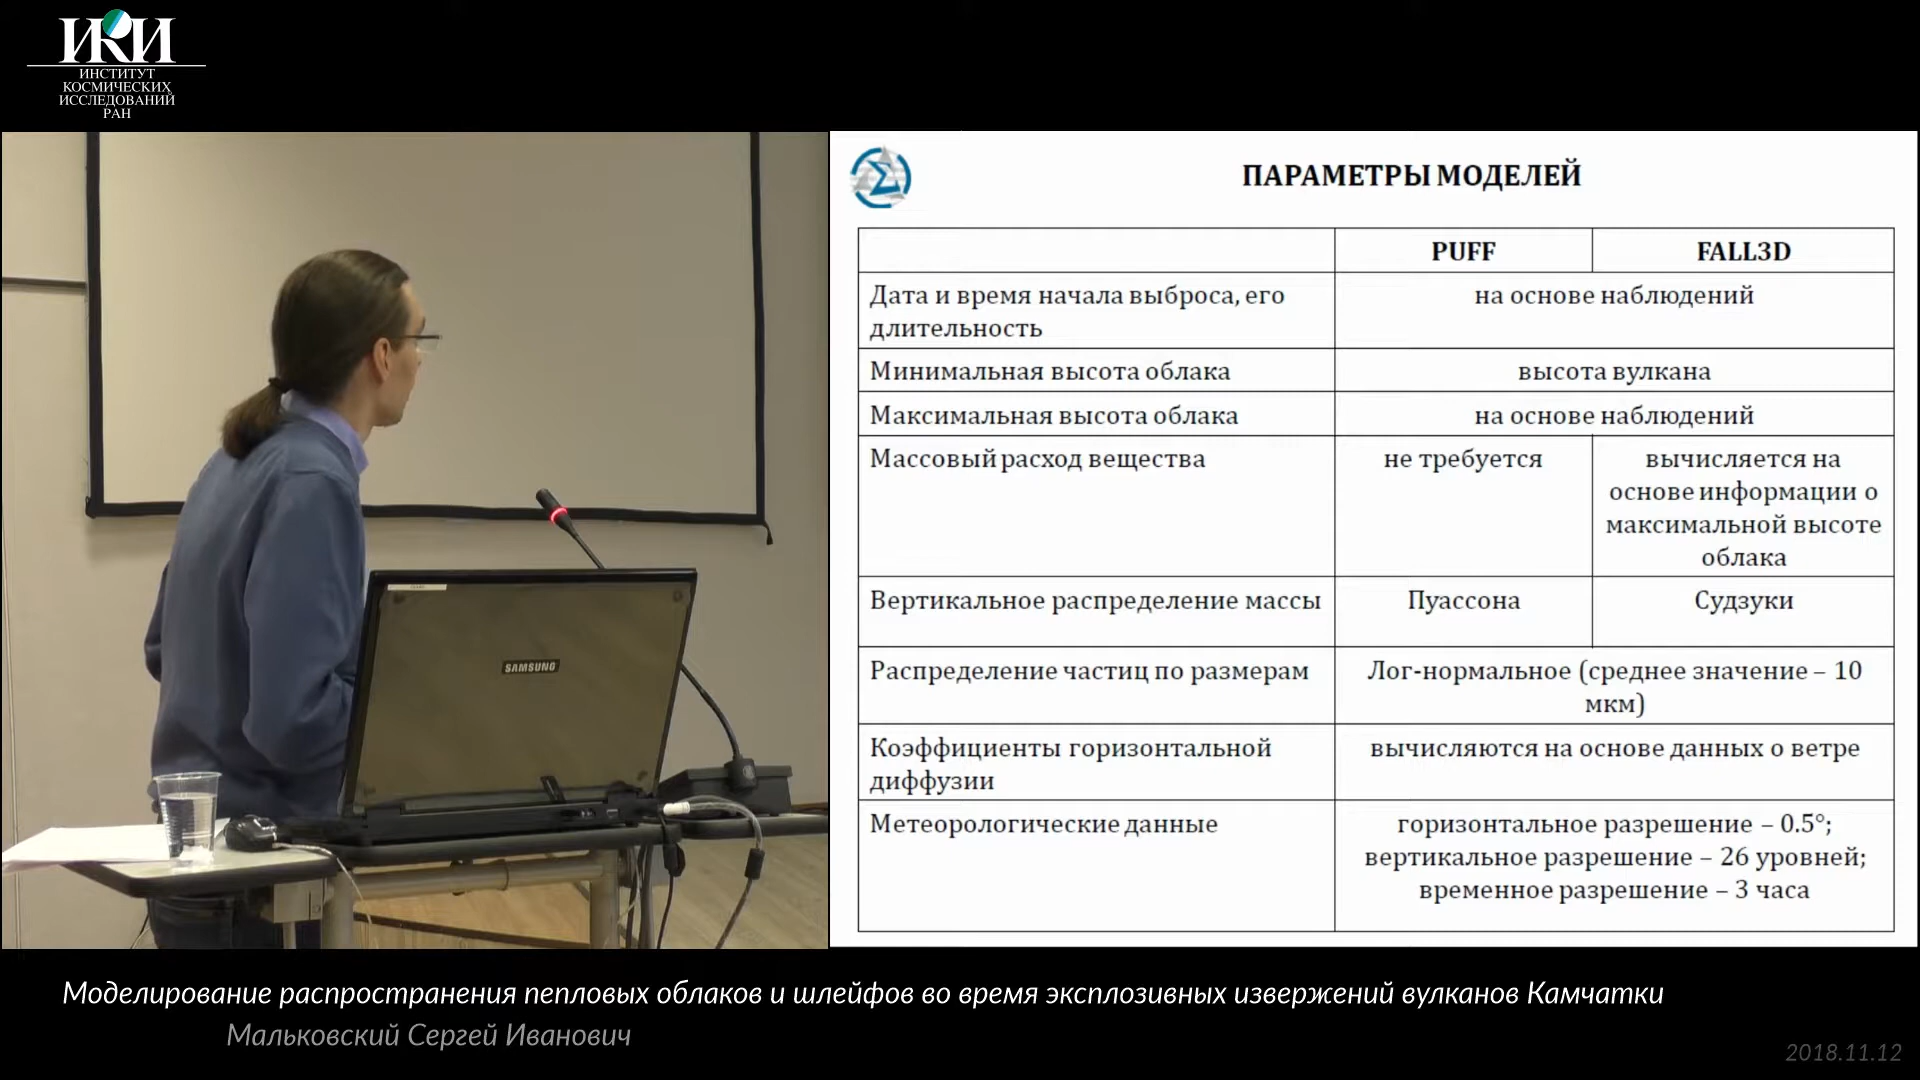 ИКИ
ИНСТИТУТ
КОСМИЧЕСКИХ
ИССЛЕДОВАНИЙ
РАН
SAMSUNG
ПАРАМЕТРЫ МОДЕЛЕЙ
PUFF FALL3D
Дата и время начала выброса, его
длительность
на основе наблюдений
Минимальная высота облака
высота вулкана
Максимальная высота облака
на основе наблюдений
Массовый расход вещества
не требуется
вычисляется на
основе информации о
максимальной высоте
облака
Вертикальное распределение массы
Пуассона
Судзуки
Распределение частиц по размерам
Лог-нормальное (среднее значение – 10
мкм)
Коэффициенты горизонтальной
диффузии
вычисляются на основе данных о ветре
Метеорологические данные
горизонтальное разрешение – 0.5°;
вертикальное разрешение – 26 уровней;
временное разрешение – 3 часа
Моделирование распространения пепловых облаков и шлейфов во время эксплозивных извержений вулканов Камчатки
Мальковский Сергей Иванович
2018.11.12